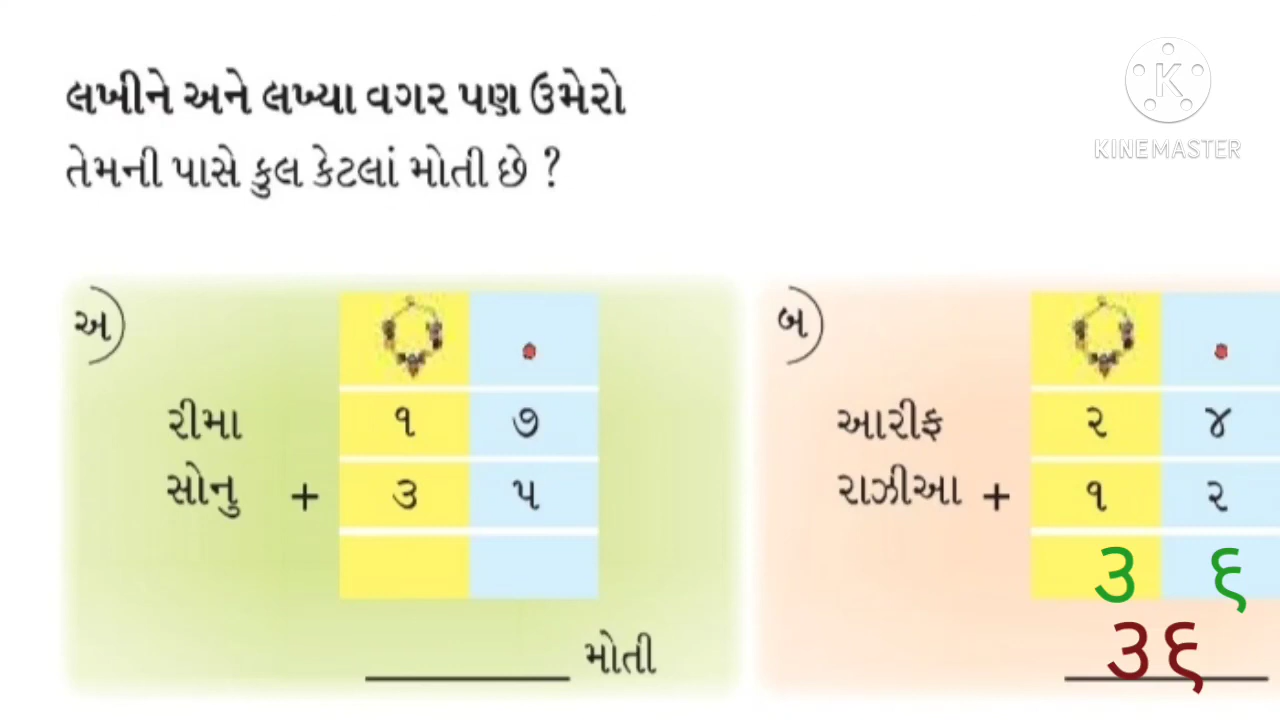 લખીને અને લખ્યા વગર પણ ઉમેરો
તેમની પાસે કુલ કેટલાં મોતી છે ?
K
KINEMASTER
અ)
રીમા ૧ ૭
સોનુ + ૩ ૫
_______ મોતી
બ)
આરીફ ૨ ૪
રાઝીઆ + ૧ ૨
૩ ૬
૩૬